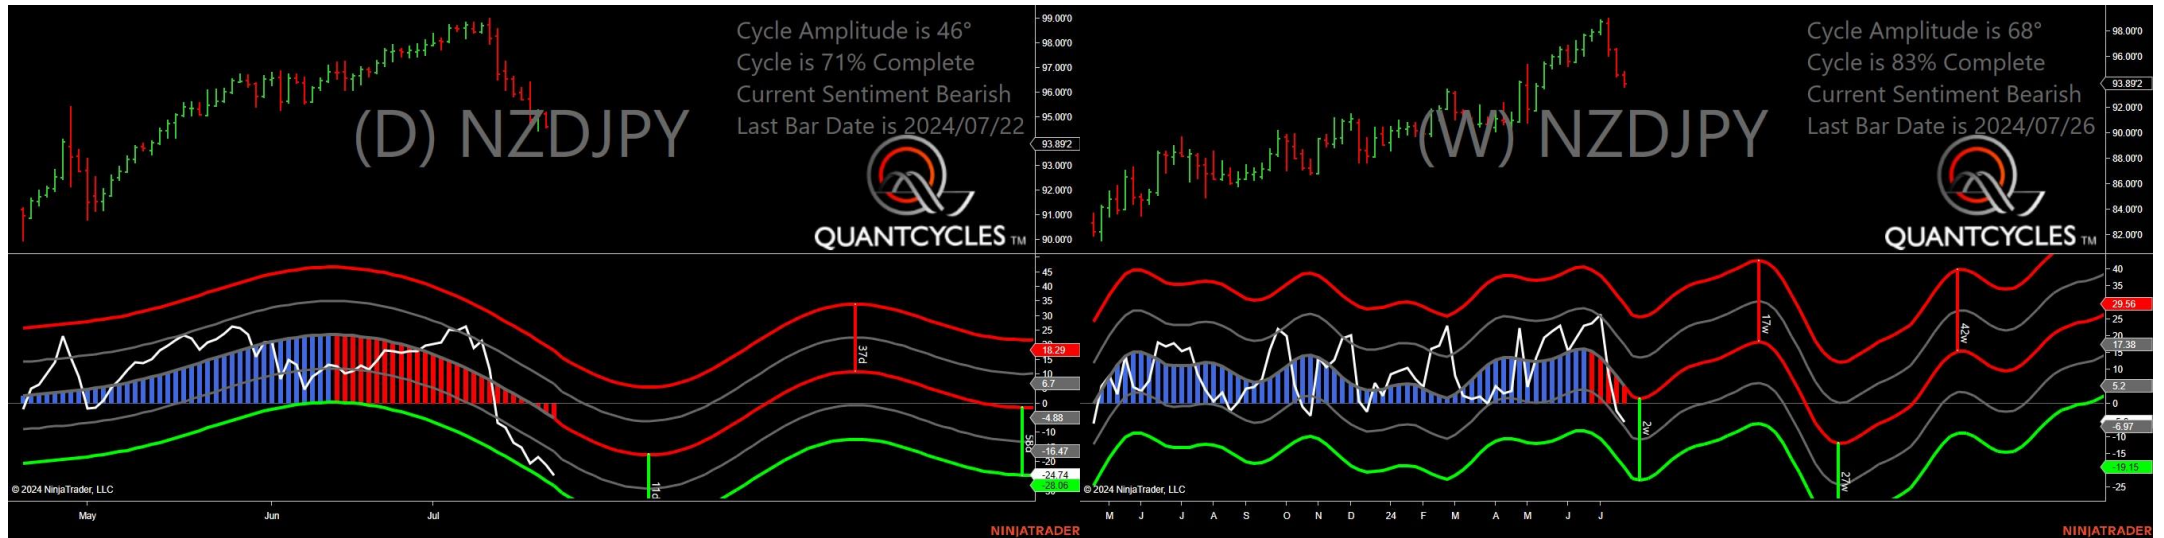 Cycle Amplitude is 46°
Cycle is 71% Complete
Current Sentiment Bearish
Last Bar Date is 2024/07/22
(D) NZDJPY
QUANTCYCLES TM
99.00'0
98.00'0
97.00'0
96.00'0
95.00'0
93.89'2
93.00'0
92.00'0
91.00'0
90.00'0
45
40
35
30
25
20
18.29
15
10
6.7
0
-4.88
-10
-16.47
-20
-24.74
-28.06
37d
58d
11d
© 2024 NinjaTrader, LLC
May
Jun
Jul
NINJATRADER
Cycle Amplitude is 68°
Cycle is 83% Complete
Current Sentiment Bearish
Last Bar Date is 2024/07/26
(W) NZDJPY
QUANTCYCLES TM
98.00'0
96.00'0
93.89'2
92.00'0
90.00'0
88.00'0
86.00'0
84.00'0
82.00'0
40
35
29.56
25
20
17.38
15
10
5.2
0
-6.97
-10
-15
-19.15
-25
17w
42w
2w
27w
© 2024 NinjaTrader, LLC
M
J
J
A
S
O
N
D
24
F
M
A
M
J
J
NINJATRADER